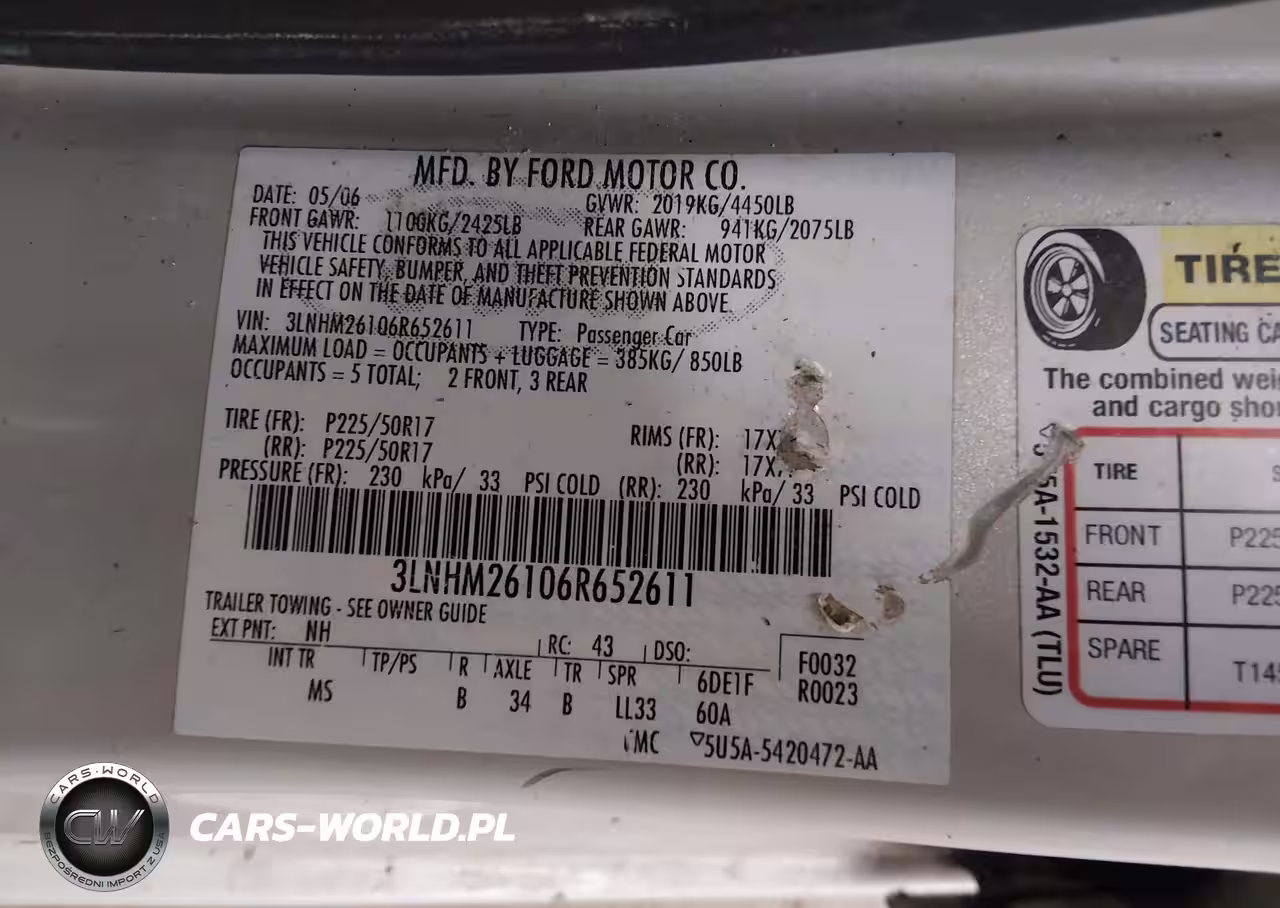 MFD. BY FORD MOTOR CO.
DATE: 05/06 GVWR: 2019KG/4450LB
FRONT GAWR: 1100KG/2425LB REAR GAWR: 941KG/2075LB
THIS VEHICLE CONFORMS TO ALL APPLICABLE FEDERAL MOTOR
VEHICLE SAFETY, BUMPER, AND THEFT PREVENTION STANDARDS
IN EFFECT ON THE DATE OF MANUFACTURE SHOWN ABOVE.
VIN: 3LNHM26106R652611 TYPE: Passenger Car
MAXIMUM LOAD = OCCUPANTS + LUGGAGE = 385KG/ 850LB
OCCUPANTS = 5 TOTAL; 2 FRONT, 3 REAR
TIRE (FR): P225/50R17 RIMS (FR): 17X
(RR): P225/50R17 (RR): 17X
PRESSURE (FR): 230 kPa/ 33 PSI COLD (RR): 230 kPa/ 33 PSI COLD
3LNHM26106R652611
TRAILER TOWING - SEE OWNER GUIDE
EXT PNT: NH RC: 43 DSO: F0032
INT TR TP/PS R AXLE TR SPR 6DE1F R0023
MS B 34 B LL33 60A
MC ▽5U5A-5420472-AA
TIRE
SEATING CA
The combined wei
and cargo sho
5A-1532-AA (TLU)
TIRE S
FRONT P225
REAR P225
SPARE T145
CARS-WORLD
CW
BEZPOŚREDNI IMPORT Z USA
CARS-WORLD.PL